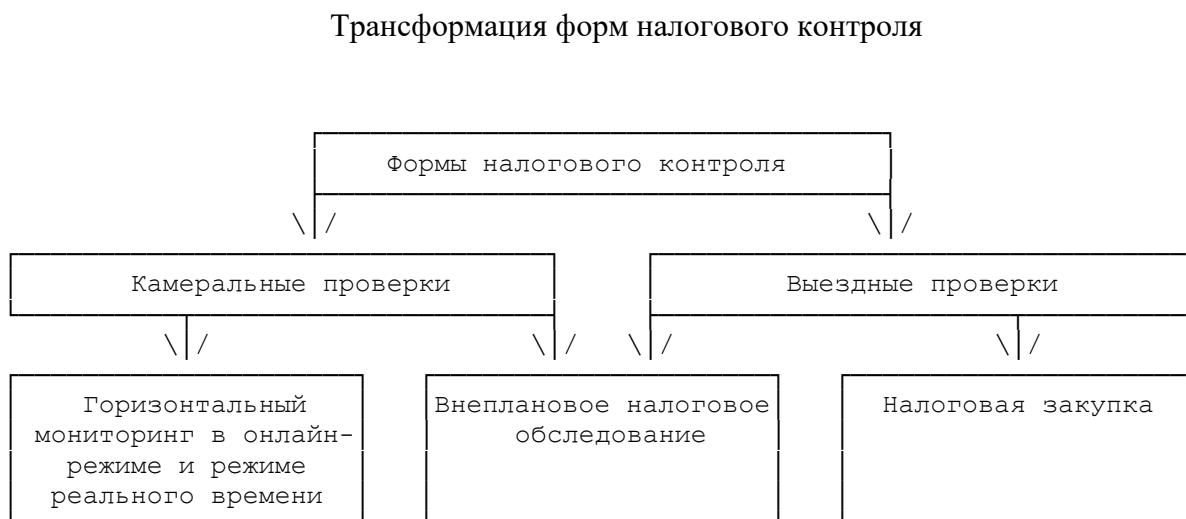 Трансформация форм налогового контроля
Формы налогового контроля
Камеральные проверки
Выездные проверки
Горизонтальный
мониторинг в онлайн-
режиме и режиме
реального времени
Внеплановое налоговое
обследование
Налоговая закупка